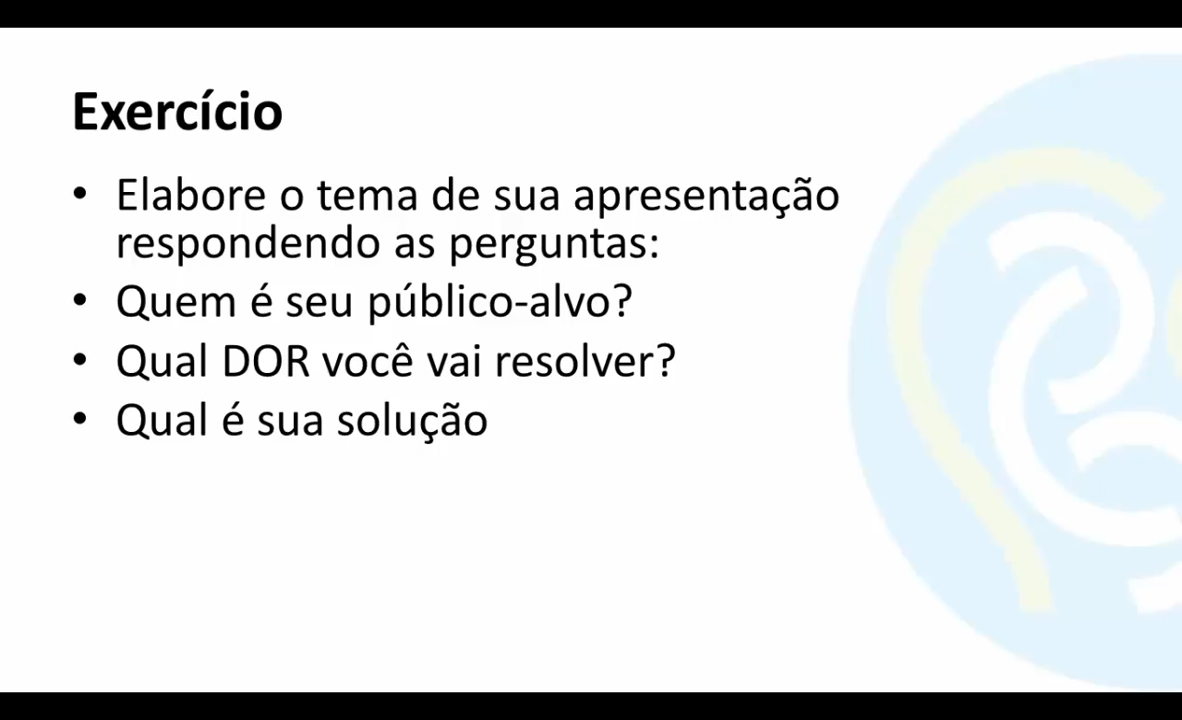 Exercício
• Elabore o tema de sua apresentação
respondendo as perguntas:
• Quem é seu público-alvo?
• Qual DOR você vai resolver?
• Qual é sua solução